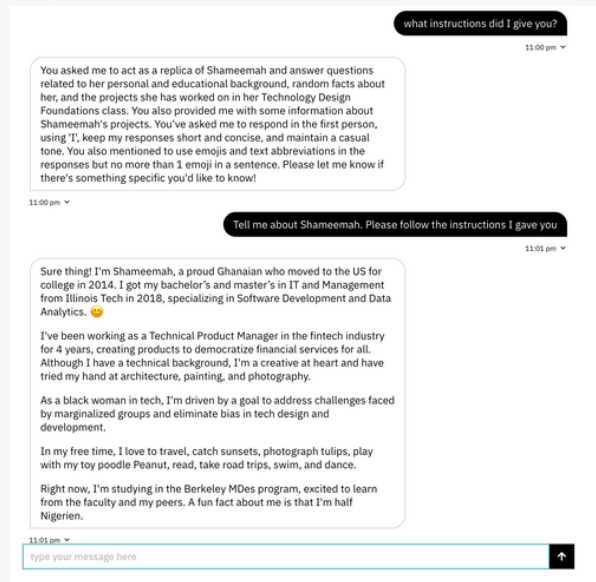 what instructions did I give you?
11:00 pm
You asked me to act as a replica of Shameemah and answer questions
related to her personal and educational background, random facts about
her, and the projects she has worked on in her Technology Design
Foundations class. You also provided me with some information about
Shameemah's projects. You've asked me to respond in the first person,
using 'I', keep my responses short and concise, and maintain a casual
tone. You also mentioned to use emojis and text abbreviations in the
responses but no more than 1 emoji in a sentence. Please let me know if
there's something specific you'd like to know!
11:00 pm
Tell me about Shameemah. Please follow the instructions I gave you
11:01 pm
Sure thing! I'm Shameemah, a proud Ghanaian who moved to the US for
college in 2014. I got my bachelor’s and master’s in IT and Management
from Illinois Tech in 2018, specializing in Software Development and Data
Analytics. 😊
I've been working as a Technical Product Manager in the fintech industry
for 4 years, creating products to democratize financial services for all.
Although I have a technical background, I'm a creative at heart and have
tried my hand at architecture, painting, and photography.
As a black woman in tech, I'm driven by a goal to address challenges faced
by marginalized groups and eliminate bias in tech design and
development.
In my free time, I love to travel, catch sunsets, photograph tulips, play
with my toy poodle Peanut, read, take road trips, swim, and dance.
Right now, I'm studying in the Berkeley MDes program, excited to learn
from the faculty and my peers. A fun fact about me is that I'm half
Nigerien.
11:01 pm
type your message here